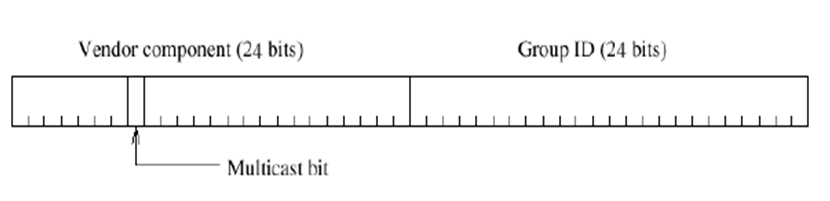 Vendor component (24 bits)
Group ID (24 bits)
Multicast bit